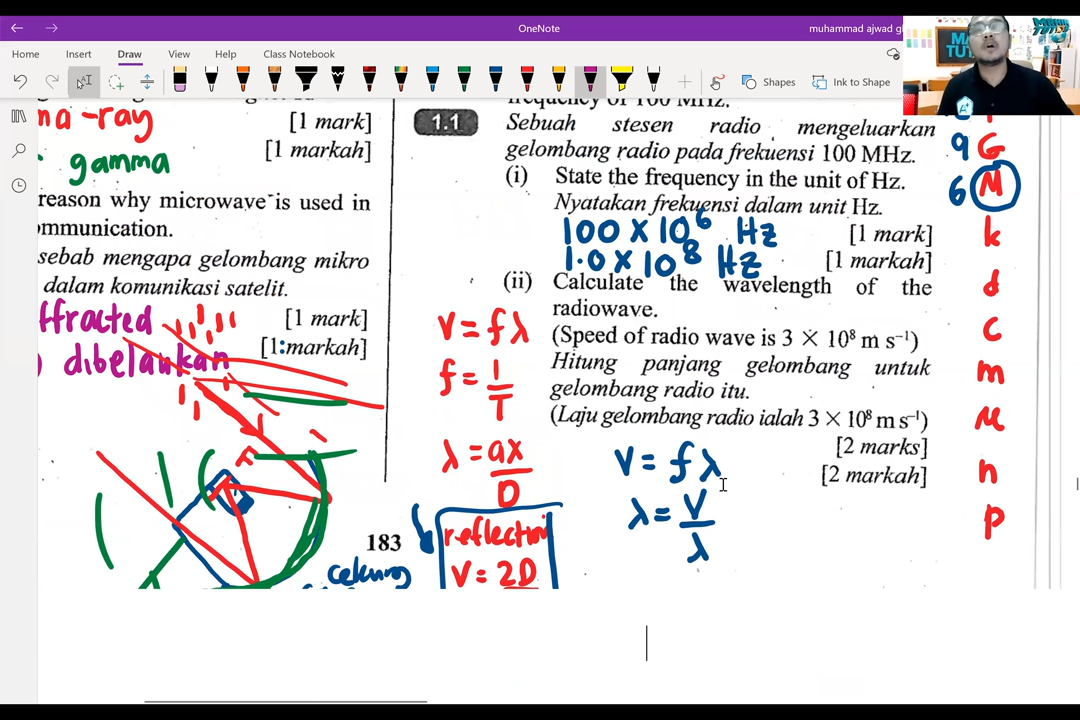 OneNote
muhammad ajwad
Home Insert Draw View Help Class Notebook
Shapes
Ink to Shape
ma-ray
[1 mark]
[1 markah]
gamma
reason why microwave is used in
ommunication.
sebab mengapa gelombang mikro
dalam komunikasi satelit.
ffracted
[1 mark]
[1 markah]
) dibelaukan
183
celcung
frequency of 100 MHz.
1.1
Sebuah stesen radio mengeluarkan
gelombang radio pada frekuensi 100 MHz.
(i) State the frequency in the unit of Hz.
Nyatakan frekuensi dalam unit Hz.
100 X 10⁶ Hz
[1 mark]
1.0 X 10⁸ Hz
[1 markah]
(ii) Calculate the wavelength of the
radiowave.
(Speed of radio wave is 3 × 10⁸ m s⁻¹)
Hitung panjang gelombang untuk
gelombang radio itu.
(Laju gelombang radio ialah 3 × 10⁸ m s⁻¹)
[2 marks]
[2 markah]
v = fλ
f = 1/T
λ = ax/D
reflection
V = 2D
v = fλ
λ = v/λ
9 G
6 M
k
d
c
m
μ
n
p